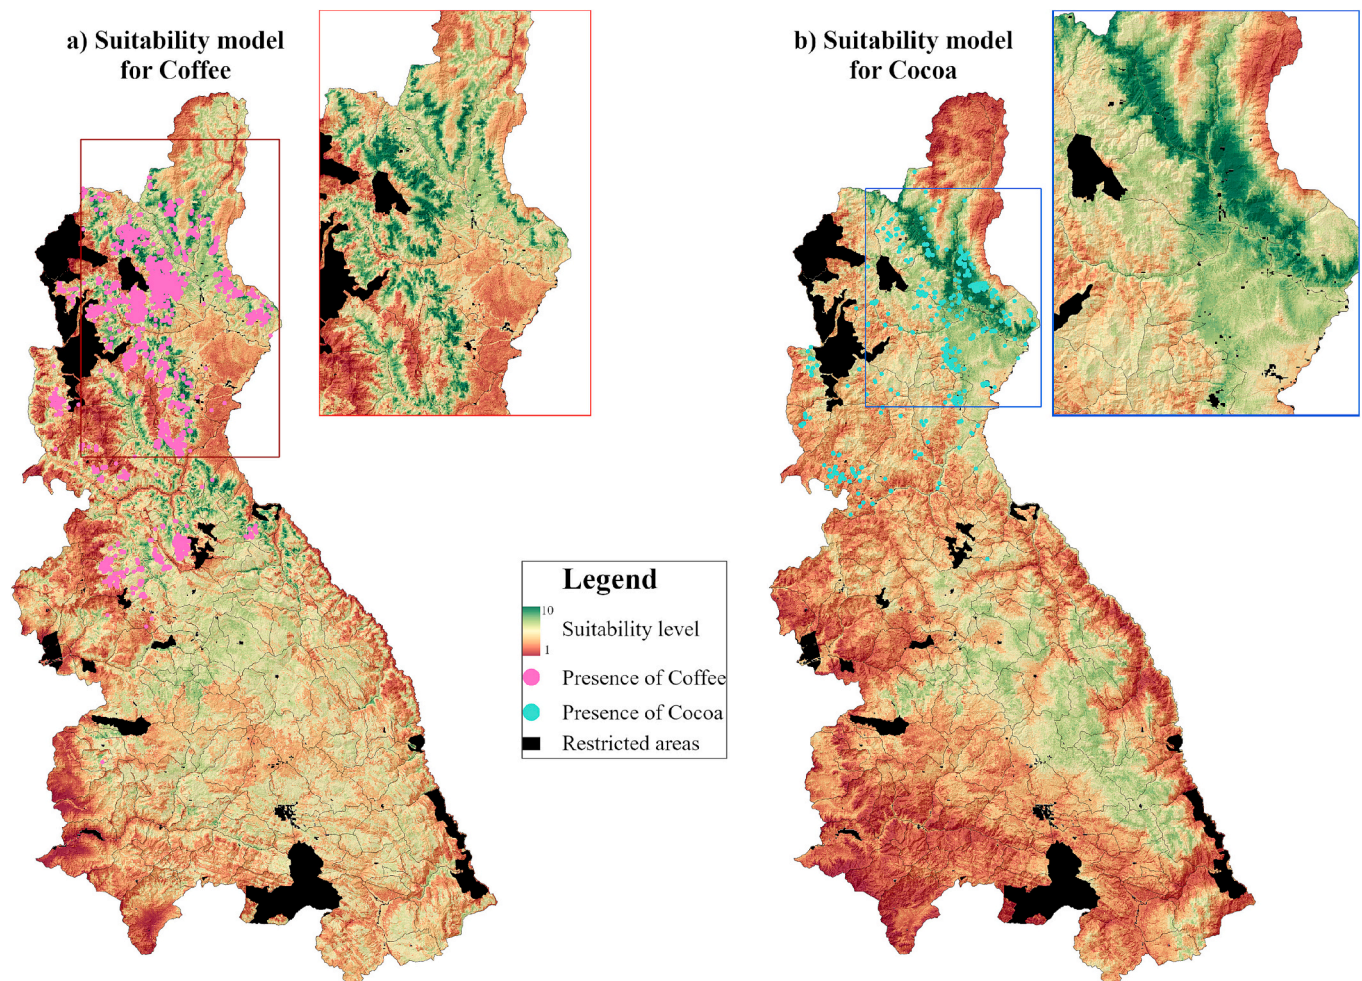 a) Suitability model
for Coffee
b) Suitability model
for Cocoa
Legend
10
Suitability level
1
Presence of Coffee
Presence of Cocoa
Restricted areas